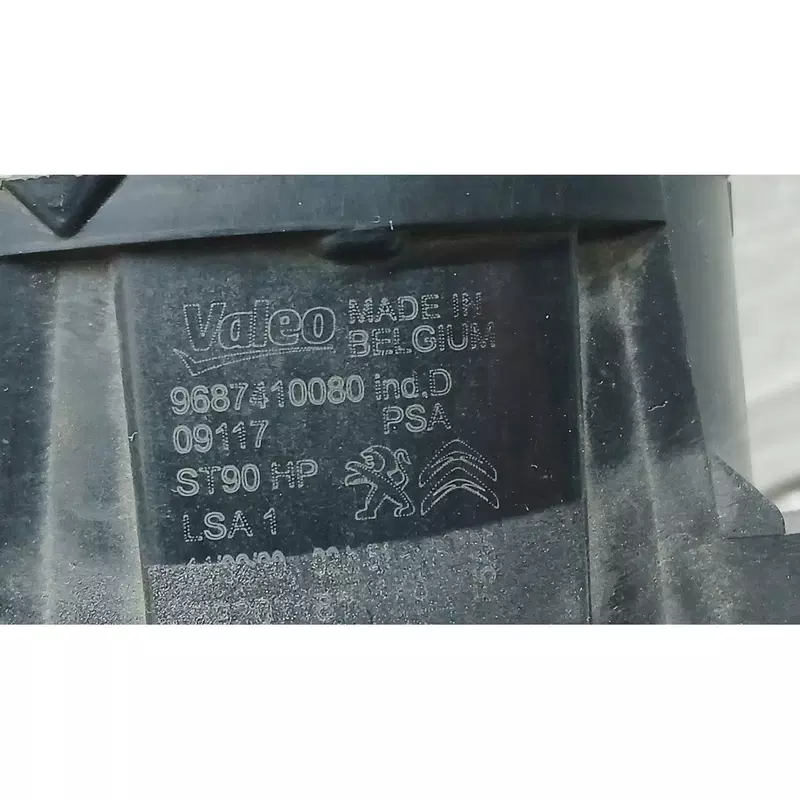 Valeo MADE IN
BELGIUM
9687410080 ind.D
09117 PSA
ST90 HP
LSA 1